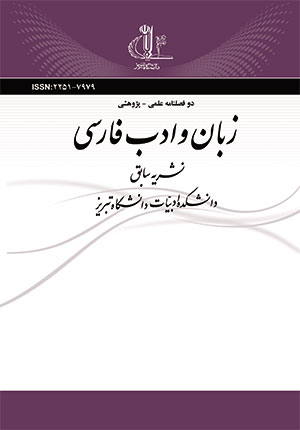 ISSN:۲۲۵۱-۷۹۷۹
دو فصلنامه علمی - پژوهشی
زبان و ادب فارسی
نشریه سابق
دانشکده ادبیات دانشگاه تبریز